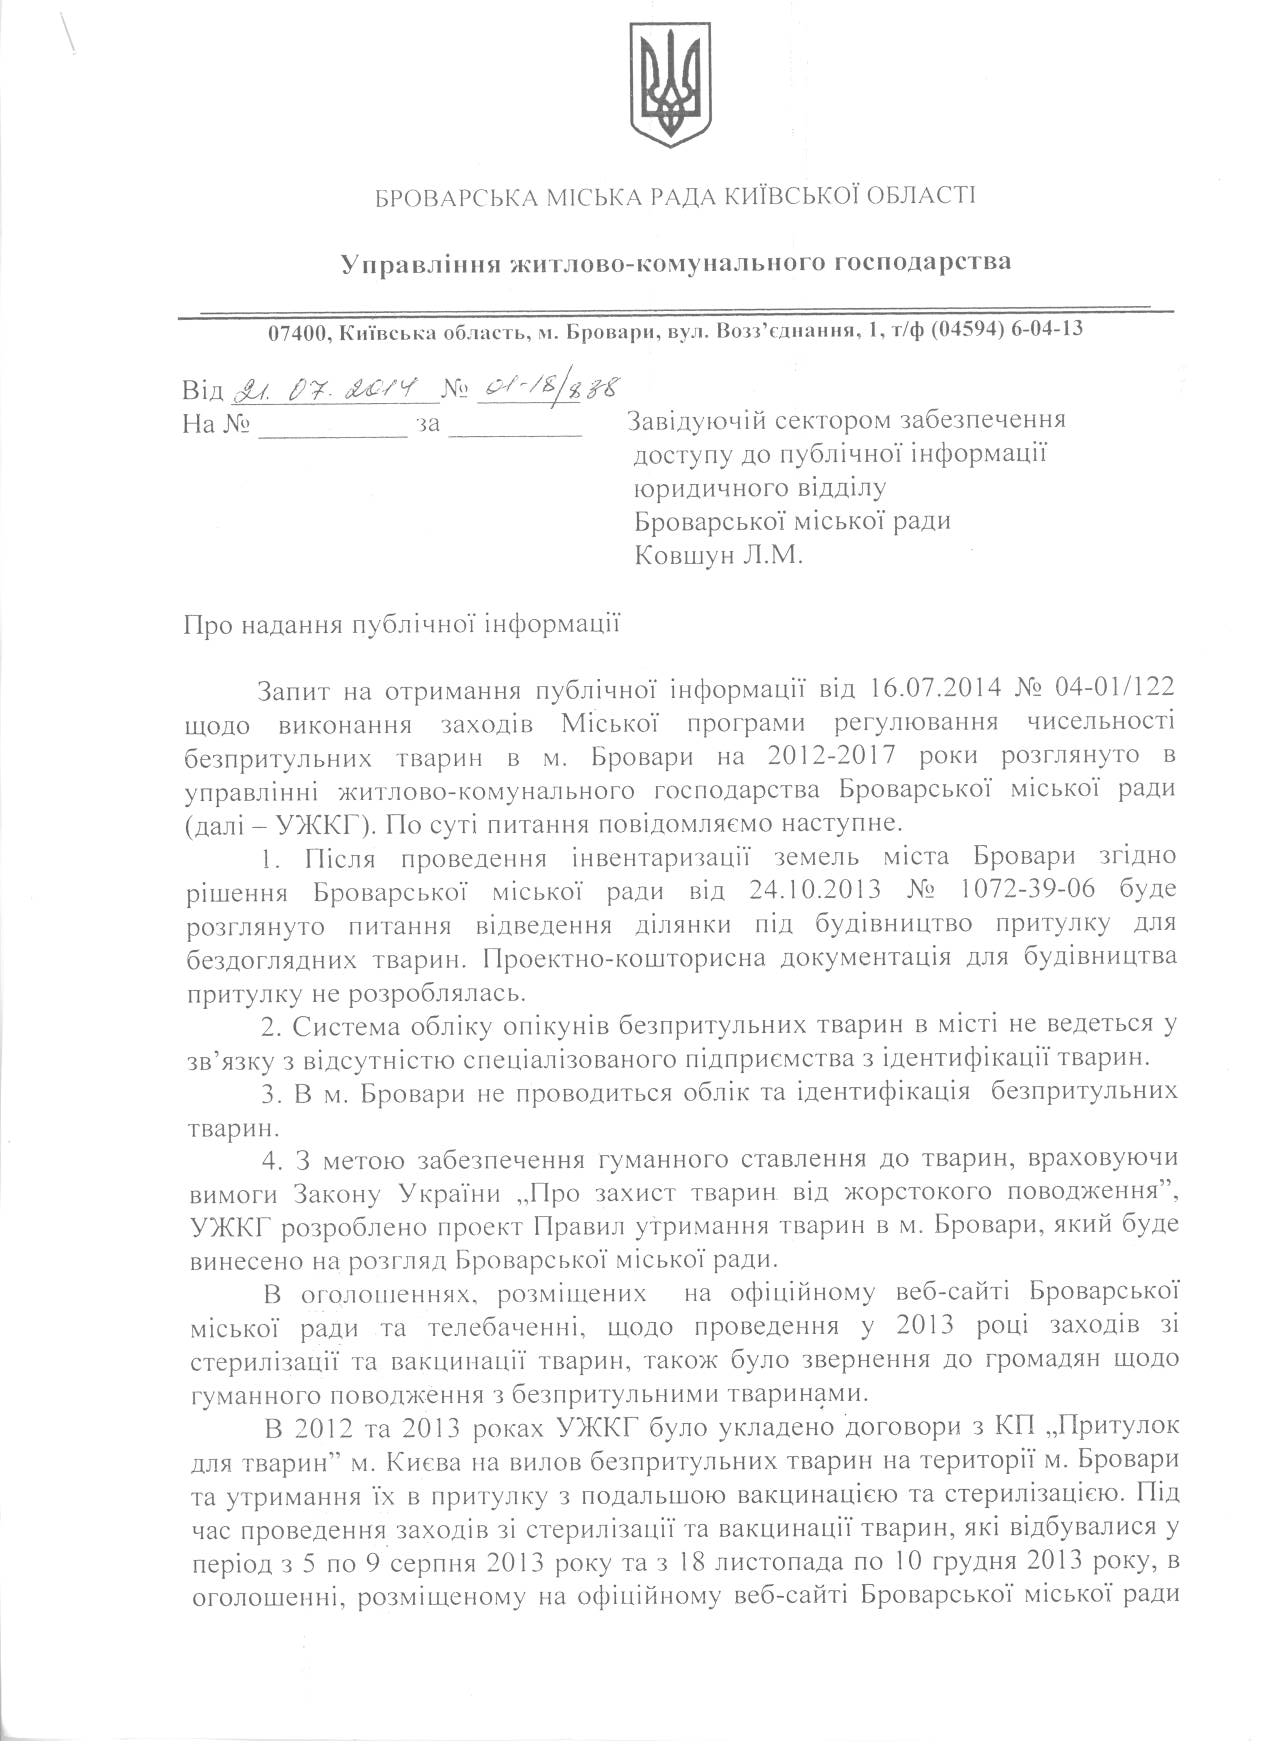 БРОВАРСЬКА МІСЬКА РАДА КИЇВСЬКОЇ ОБЛАСТІ
Управління житлово-комунального господарства
07400, Київська область, м. Бровари, вул. Возз’єднання, 1, т/ф (04594) 6-04-13
Від 21. 07. 2014 № 01-18/838
На № __________ за __________
Завідуючій сектором забезпечення
доступу до публічної інформації
юридичного відділу
Броварської міської ради
Ковшун Л.М.
Про надання публічної інформації
Запит на отримання публічної інформації від 16.07.2014 № 04-01/122
щодо виконання заходів Міської програми регулювання чисельності
безпритульних тварин в м. Бровари на 2012-2017 роки розглянуто в
управлінні житлово-комунального господарства Броварської міської ради
(далі – УЖКГ). По суті питання повідомляємо наступне.
1. Після проведення інвентаризації земель міста Бровари згідно
рішення Броварської міської ради від 24.10.2013 № 1072-39-06 буде
розглянуто питання відведення ділянки під будівництво притулку для
бездоглядних тварин. Проектно-кошторисна документація для будівництва
притулку не розроблялась.
2. Система обліку опікунів безпритульних тварин в місті не ведеться у
зв’язку з відсутністю спеціалізованого підприємства з ідентифікації тварин.
3. В м. Бровари не проводиться облік та ідентифікація безпритульних
тварин.
4. З метою забезпечення гуманного ставлення до тварин, враховуючи
вимоги Закону України „Про захист тварин від жорстокого поводження”,
УЖКГ розроблено проект Правил утримання тварин в м. Бровари, який буде
винесено на розгляд Броварської міської ради.
В оголошеннях, розміщених на офіційному веб-сайті Броварської
міської ради та телебаченні, щодо проведення у 2013 році заходів зі
стерилізації та вакцинації тварин, також було звернення до громадян щодо
гуманного поводження з безпритульними тваринами.
В 2012 та 2013 роках УЖКГ було укладено договори з КП „Притулок
для тварин” м. Києва на вилов безпритульних тварин на території м. Бровари
та утримання їх в притулку з подальшою вакцинацією та стерилізацією. Під
час проведення заходів зі стерилізації та вакцинації тварин, які відбувалися у
період з 5 по 9 серпня 2013 року та з 18 листопада по 10 грудня 2013 року, в
оголошенні, розміщеному на офіційному веб-сайті Броварської міської ради